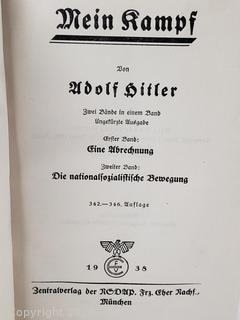 Mein Kampf
Von
Adolf Hitler
Zwei Bände in einem Band
Ungekürzte Ausgabe
Erster Band:
Eine Abrechnung
Zweiter Band:
Die nationalsozialistische Bewegung
342.—346. Auflage
19 38
Zentralverlag der NSDAP. Frz. Eher Nachf.
München